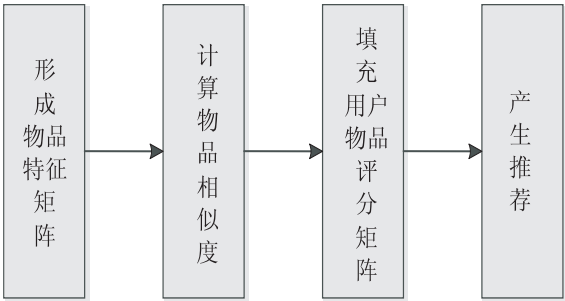 形
成
物品
特征
矩
阵
计
算
物
品
相
似
度
填
充
用户
物品
评
分
矩
阵
产
生
推
荐